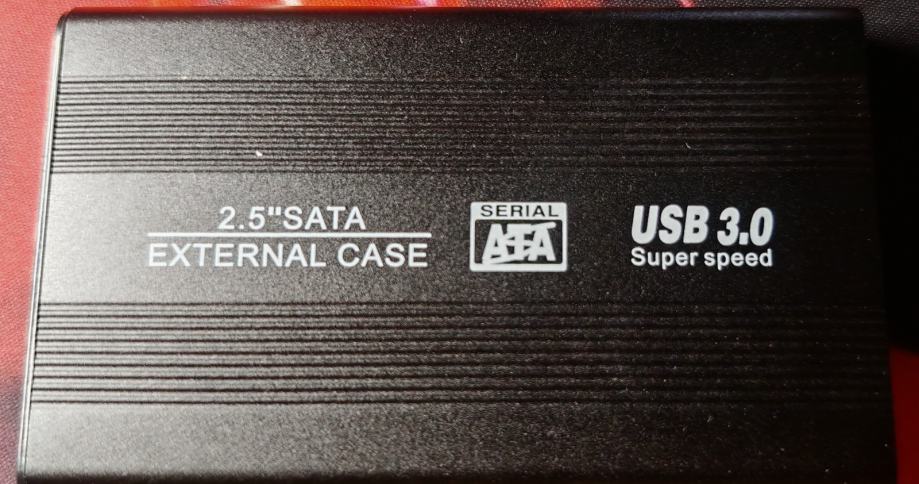 2.5"SATA
EXTERNAL CASE
SERIAL
ATA
USB 3.0
Super speed